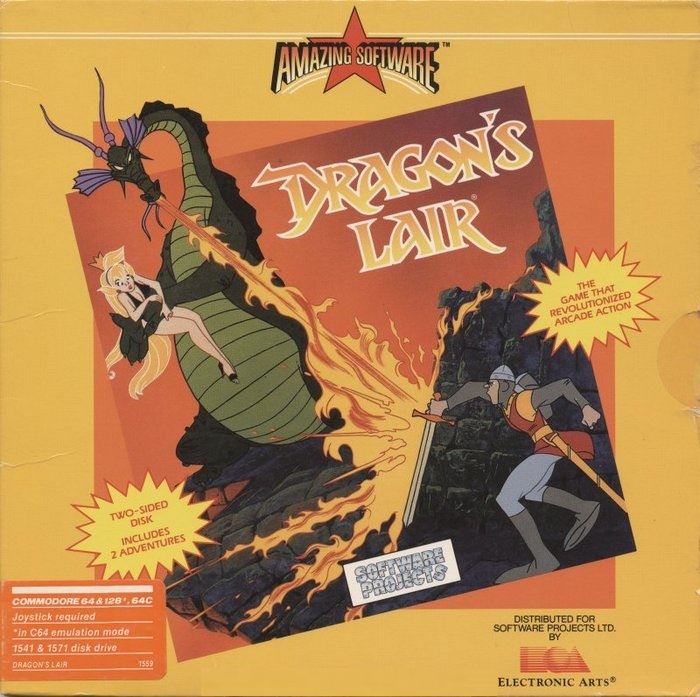 AMAZING SOFTWARE™
DRAGON'S
LAIR®
THE
GAME THAT
REVOLUTIONIZED
ARCADE ACTION
TWO-SIDED
DISK
INCLUDES
2 ADVENTURES
SOFTWARE
PROJECTS
COMMODORE 64 & 128*, 64C
Joystick required
*in C64 emulation mode
1541 & 1571 disk drive
DRAGON'S LAIR 1559
DISTRIBUTED FOR
SOFTWARE PROJECTS LTD.
BY
ECA
ELECTRONIC ARTS®